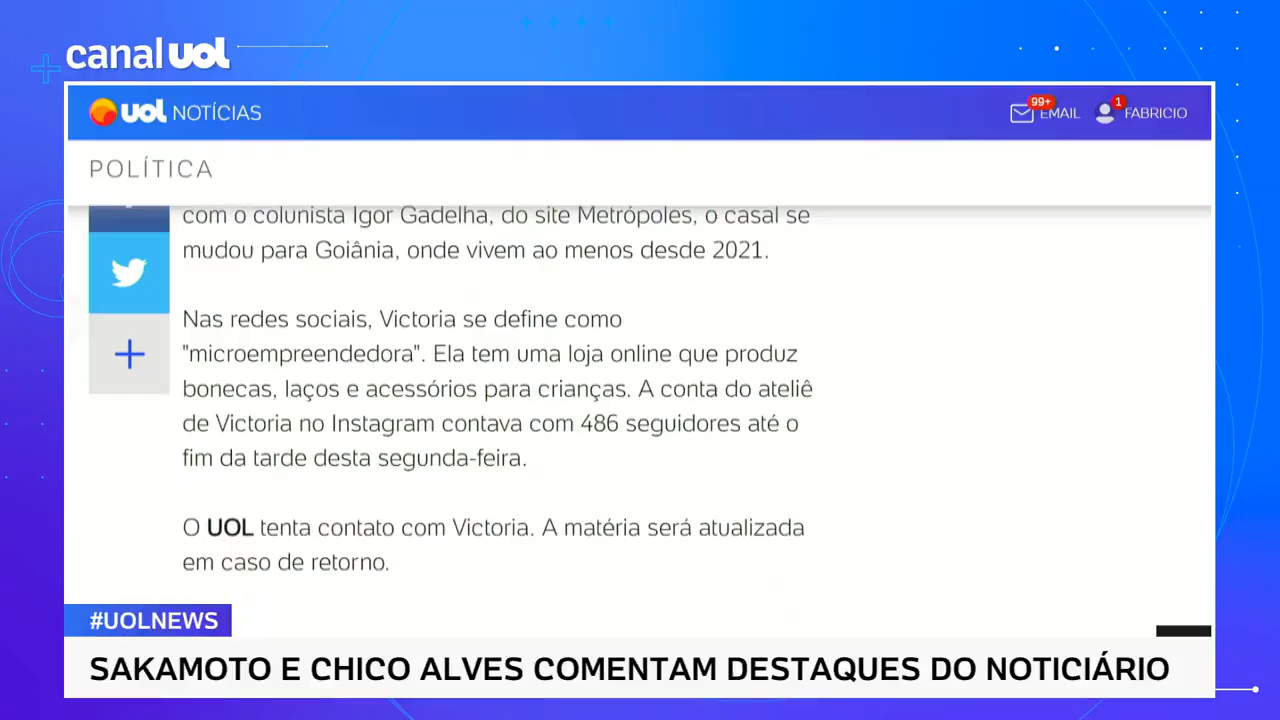 canal uol
uol NOTÍCIAS
99+
EMAIL
1
FABRICIO
POLÍTICA
com o colunista Igor Gadelha, do site Metrópoles, o casal se
mudou para Goiânia, onde vivem ao menos desde 2021.
Nas redes sociais, Victoria se define como
"microempreendedora". Ela tem uma loja online que produz
bonecas, laços e acessórios para crianças. A conta do ateliê
de Victoria no Instagram contava com 486 seguidores até o
fim da tarde desta segunda-feira.
O UOL tenta contato com Victoria. A matéria será atualizada
em caso de retorno.
#UOLNEWS
SAKAMOTO E CHICO ALVES COMENTAM DESTAQUES DO NOTICIÁRIO